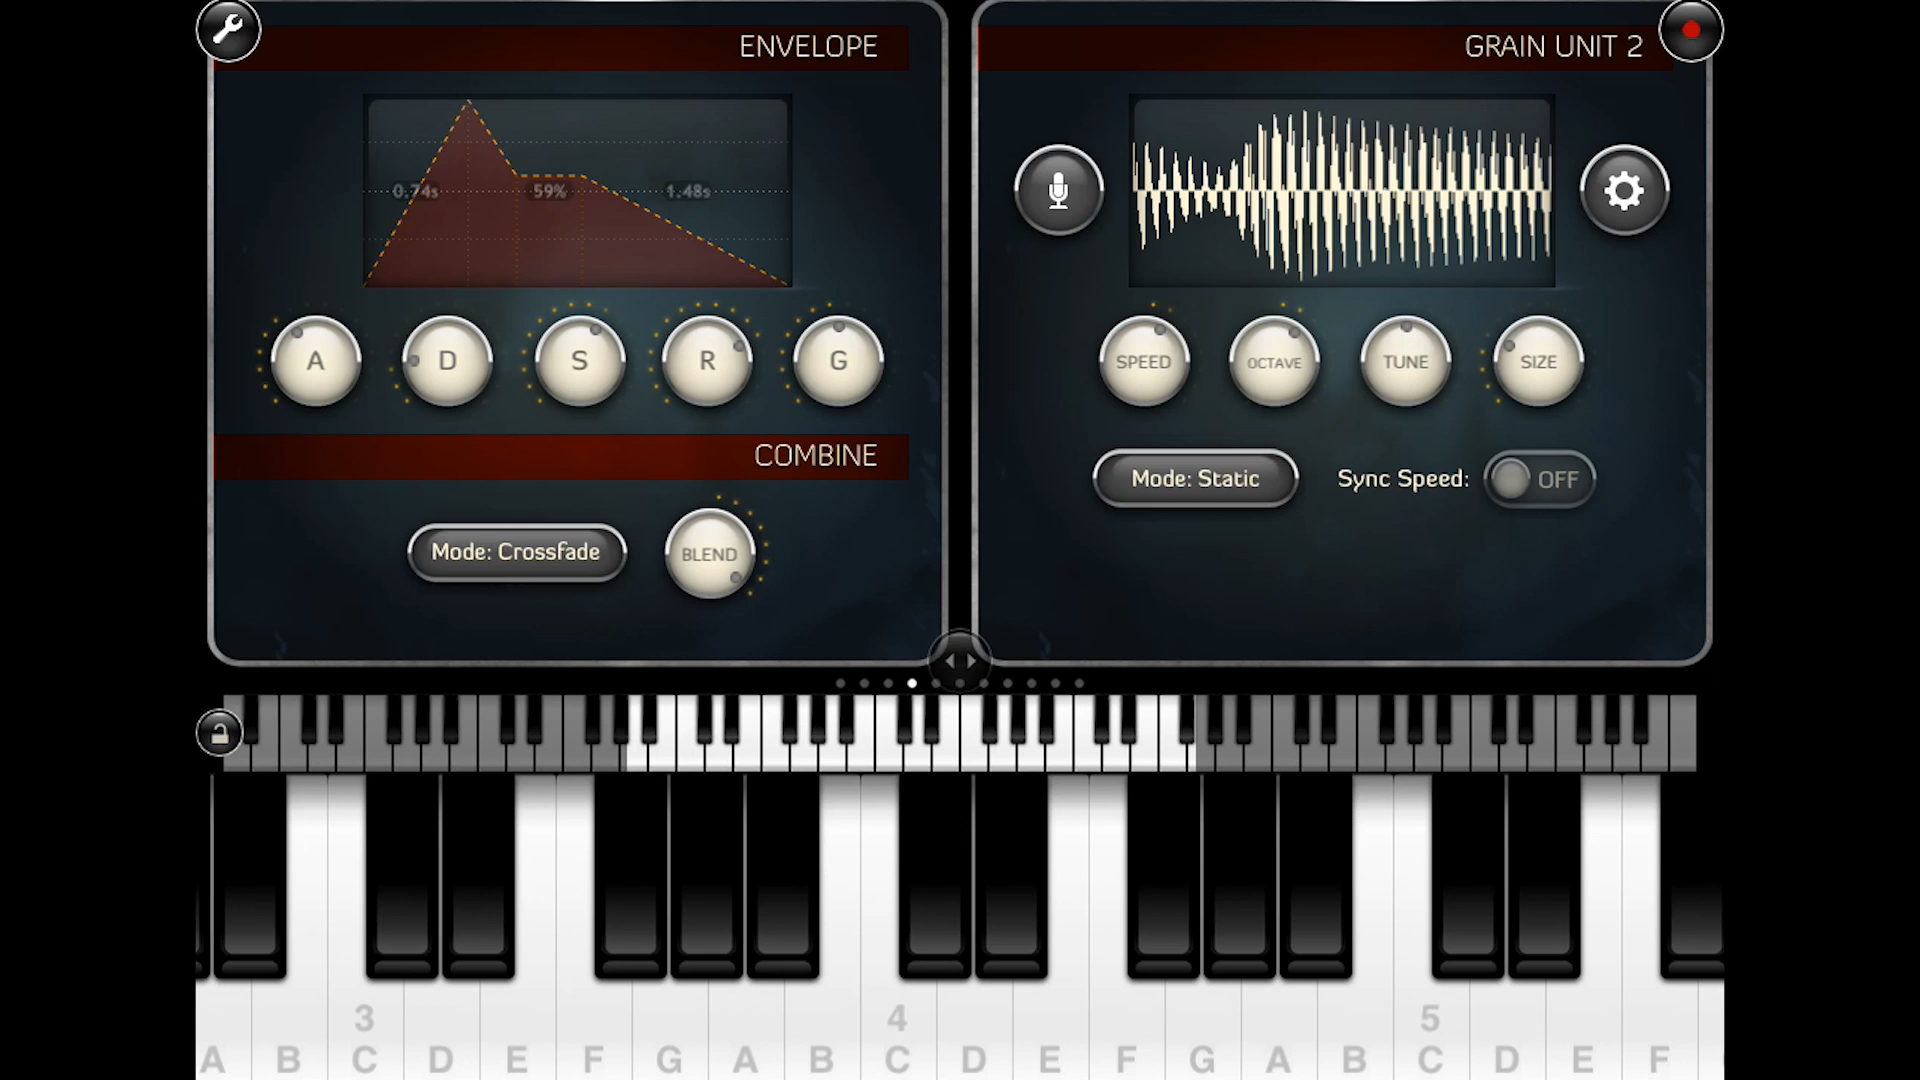 ENVELOPE
GRAIN UNIT 2
0.74s 59% 1.48s
A D S R G
SPEED OCTAVE TUNE SIZE
COMBINE
Mode: Static Sync Speed: OFF
Mode: Crossfade BLEND
3 4 5
A B C D E F G A B C D E F G A B C D E F